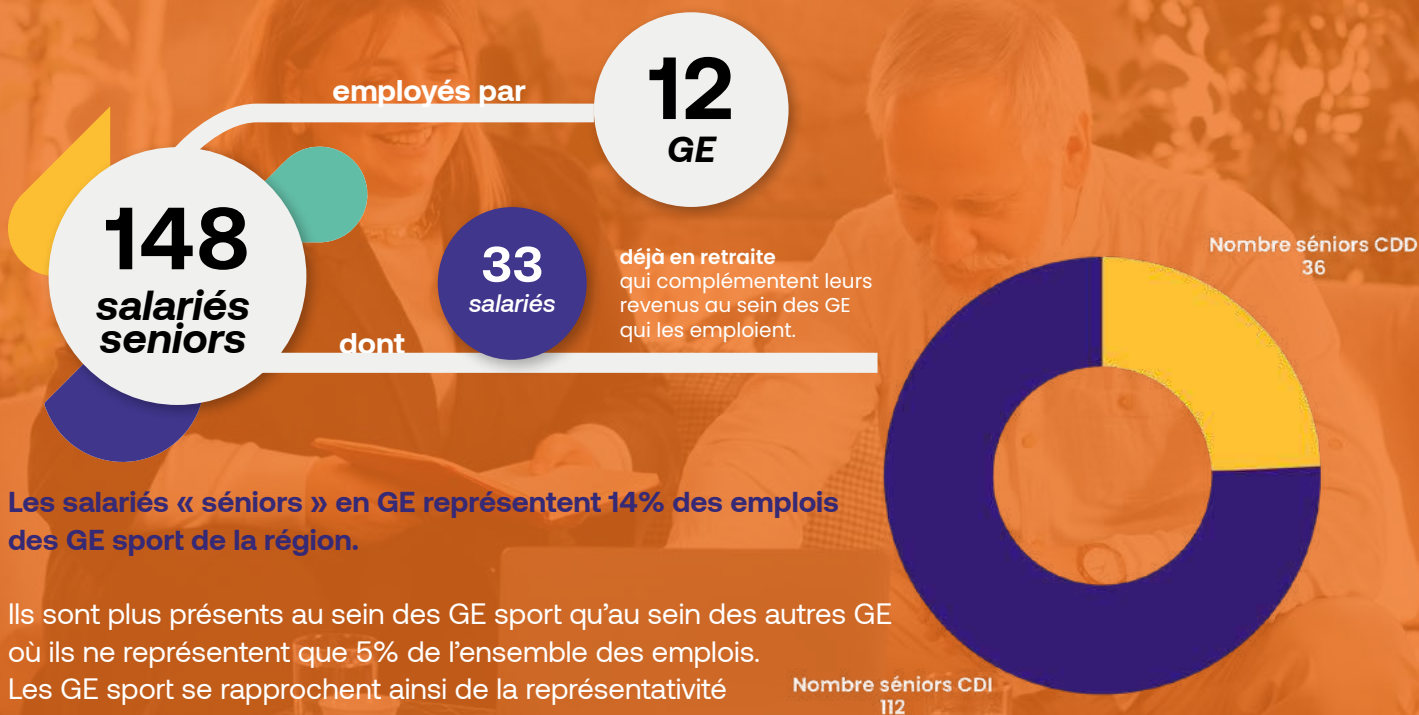 employés par
12
GE
148
salariés
seniors
33
salariés
déjà en retraite
qui complémentent leurs
revenus au sein des GE
qui les emploient.
dont
Nombre séniors CDD
36
Les salariés « séniors » en GE représentent 14% des emplois
des GE sport de la région.
Ils sont plus présents au sein des GE sport qu'au sein des autres GE
où ils ne représentent que 5% de l'ensemble des emplois.
Les GE sport se rapprochent ainsi de la représentativité
Nombre séniors CDI
112